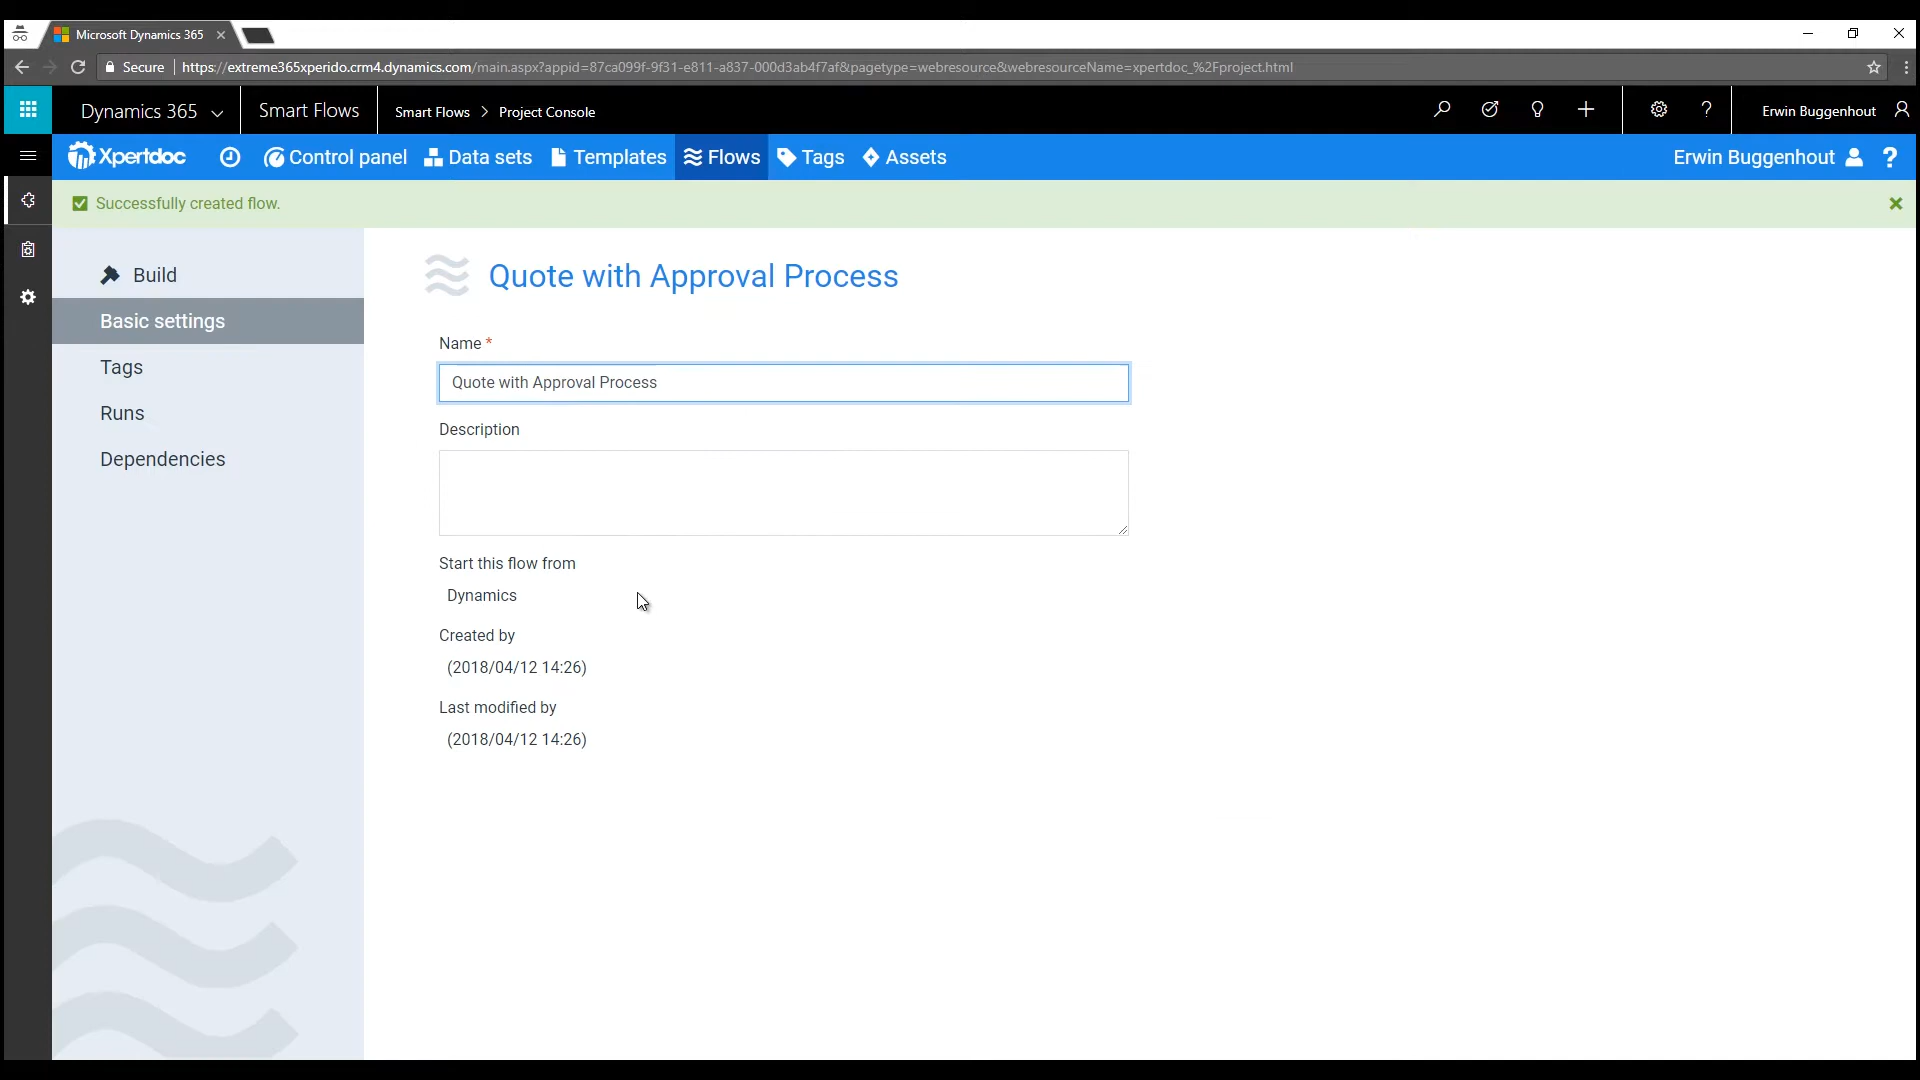 Microsoft Dynamics 365
Secure https://extreme365xperido.crm4.dynamics.com/main.aspx?appid=87ca099f-9f31-e811-a837-000d3ab4f7af&pagetype=webresource&webresourceName=xpertdoc_%2Fproject.html
Dynamics 365 Smart Flows Smart Flows > Project Console Erwin Buggenhout
Xpertdoc Control panel Data sets Templates Flows Tags Assets Erwin Buggenhout ?
Successfully created flow.
Build
Basic settings
Tags
Runs
Dependencies
Quote with Approval Process
Name *
Quote with Approval Process
Description
Start this flow from
Dynamics
Created by
(2018/04/12 14:26)
Last modified by
(2018/04/12 14:26)